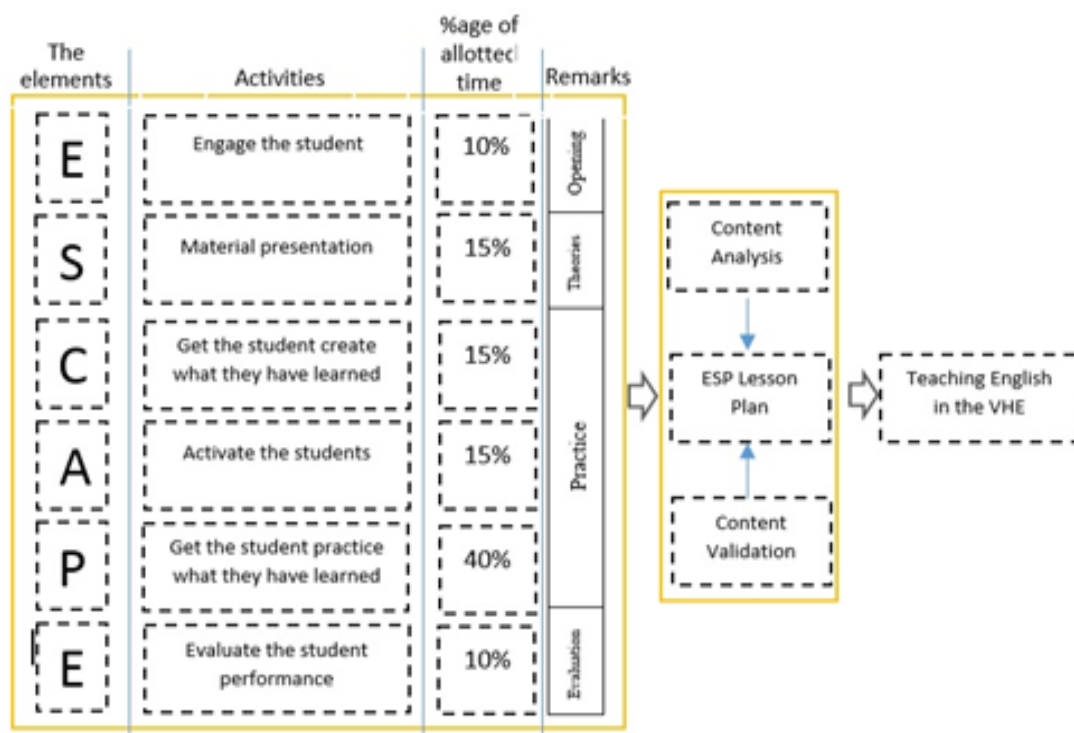 The
elements
Activities
%age of
allotted
time
Remarks
E
Engage the student
10%
Opening
S
Material presentation
15%
Theories
C
Get the student create
what they have learned
15%
A
Activate the students
15%
Practice
P
Get the student practice
what they have learned
40%
E
Evaluate the student
performance
10%
Evaluation
Content
Analysis
ESP Lesson
Plan
Content
Validation
Teaching English
in the VHE